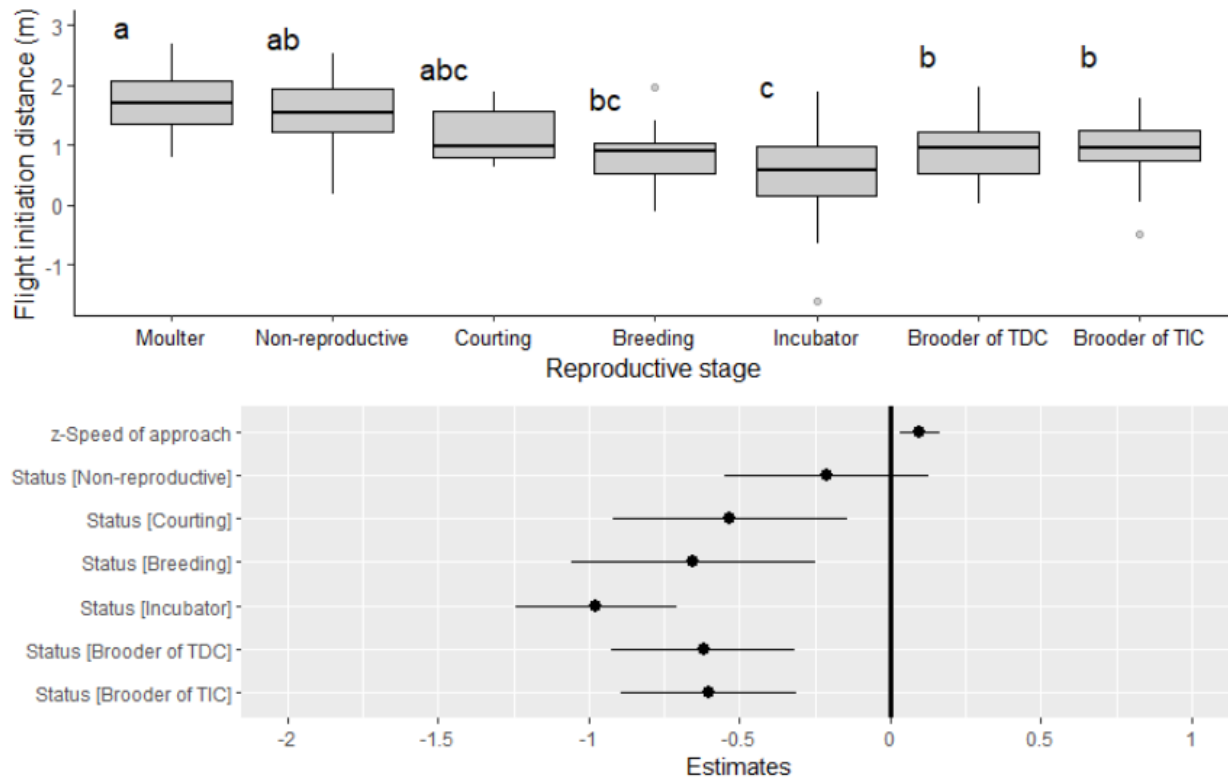 Flight initiation distance (m)
3
2
1
0
-1
a
ab
abc
bc
c
b
b
Moulter Non-reproductive Courting Breeding Incubator Brooder of TDC Brooder of TIC
Reproductive stage
z-Speed of approach
Status [Non-reproductive]
Status [Courting]
Status [Breeding]
Status [Incubator]
Status [Brooder of TDC]
Status [Brooder of TIC]
-2 -1.5 -1 -0.5 0 0.5 1
Estimates